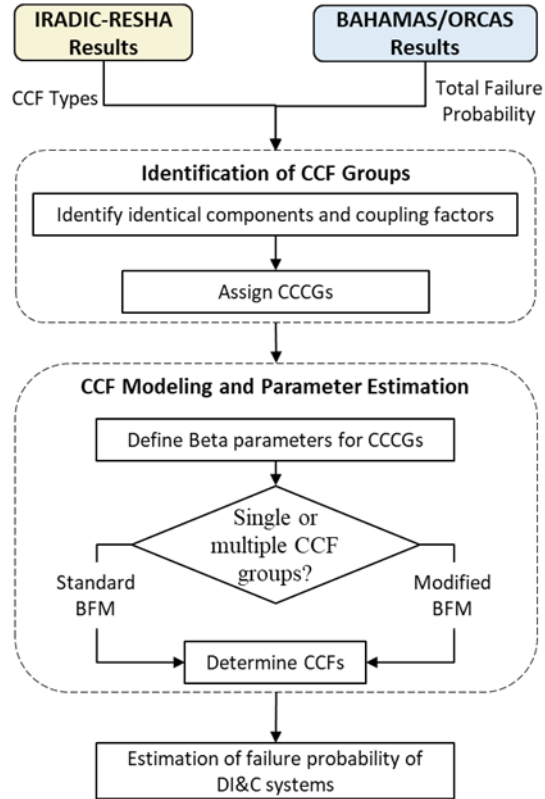 IRADIC-RESHA
Results
BAHAMAS/ORCAS
Results
CCF Types
Total Failure
Probability
Identification of CCF Groups
Identify identical components and coupling factors
Assign CCCGs
CCF Modeling and Parameter Estimation
Define Beta parameters for CCCGs
Single or
multiple CCF
groups?
Standard
BFM
Modified
BFM
Determine CCFs
Estimation of failure probability of
DI&C systems